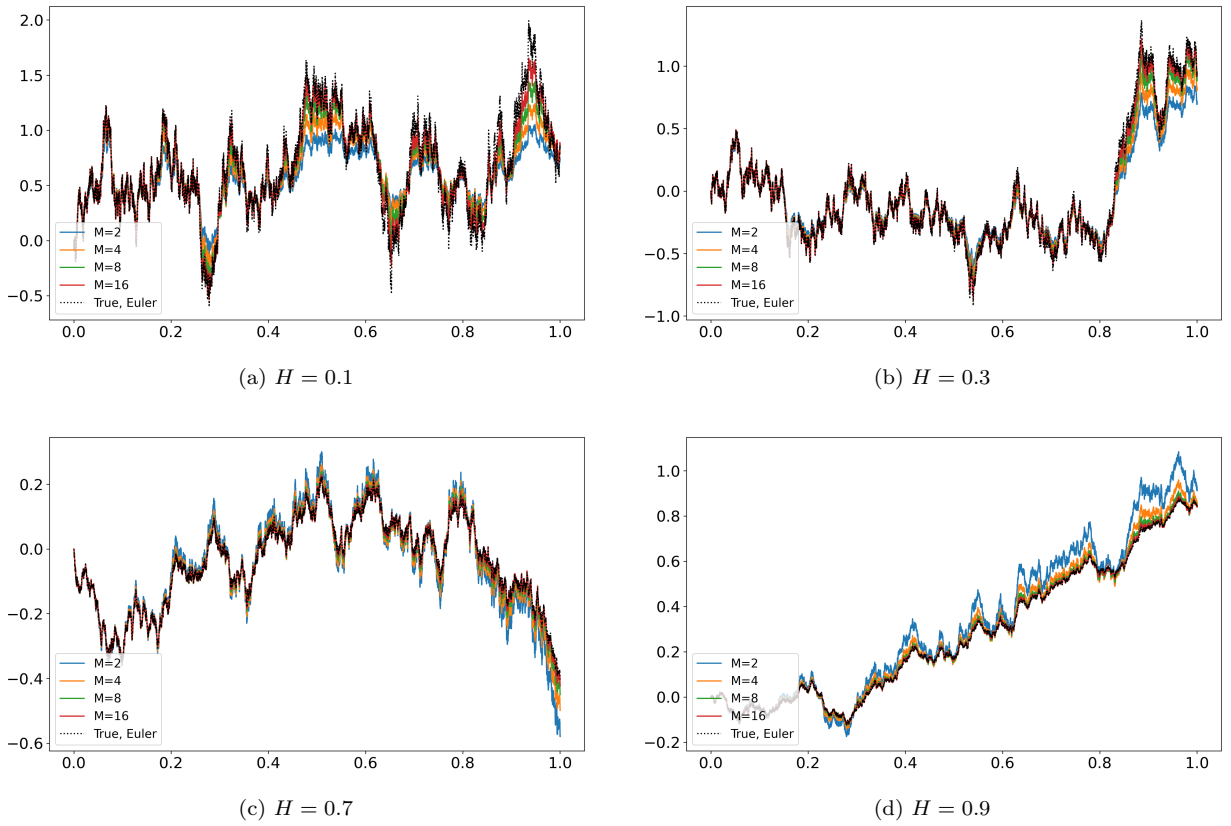 2.0
1.5
1.0
0.5
0.0
−0.5
M=2
M=4
M=8
M=16
True, Euler
0.0 0.2 0.4 0.6 0.8 1.0
(a) H = 0.1
1.0
0.5
0.0
−0.5
−1.0
M=2
M=4
M=8
M=16
True, Euler
0.0 0.2 0.4 0.6 0.8 1.0
(b) H = 0.3
0.2
0.0
−0.2
−0.4
−0.6
M=2
M=4
M=8
M=16
True, Euler
0.0 0.2 0.4 0.6 0.8 1.0
(c) H = 0.7
1.0
0.8
0.6
0.4
0.2
0.0
−0.2
M=2
M=4
M=8
M=16
True, Euler
0.0 0.2 0.4 0.6 0.8 1.0
(d) H = 0.9